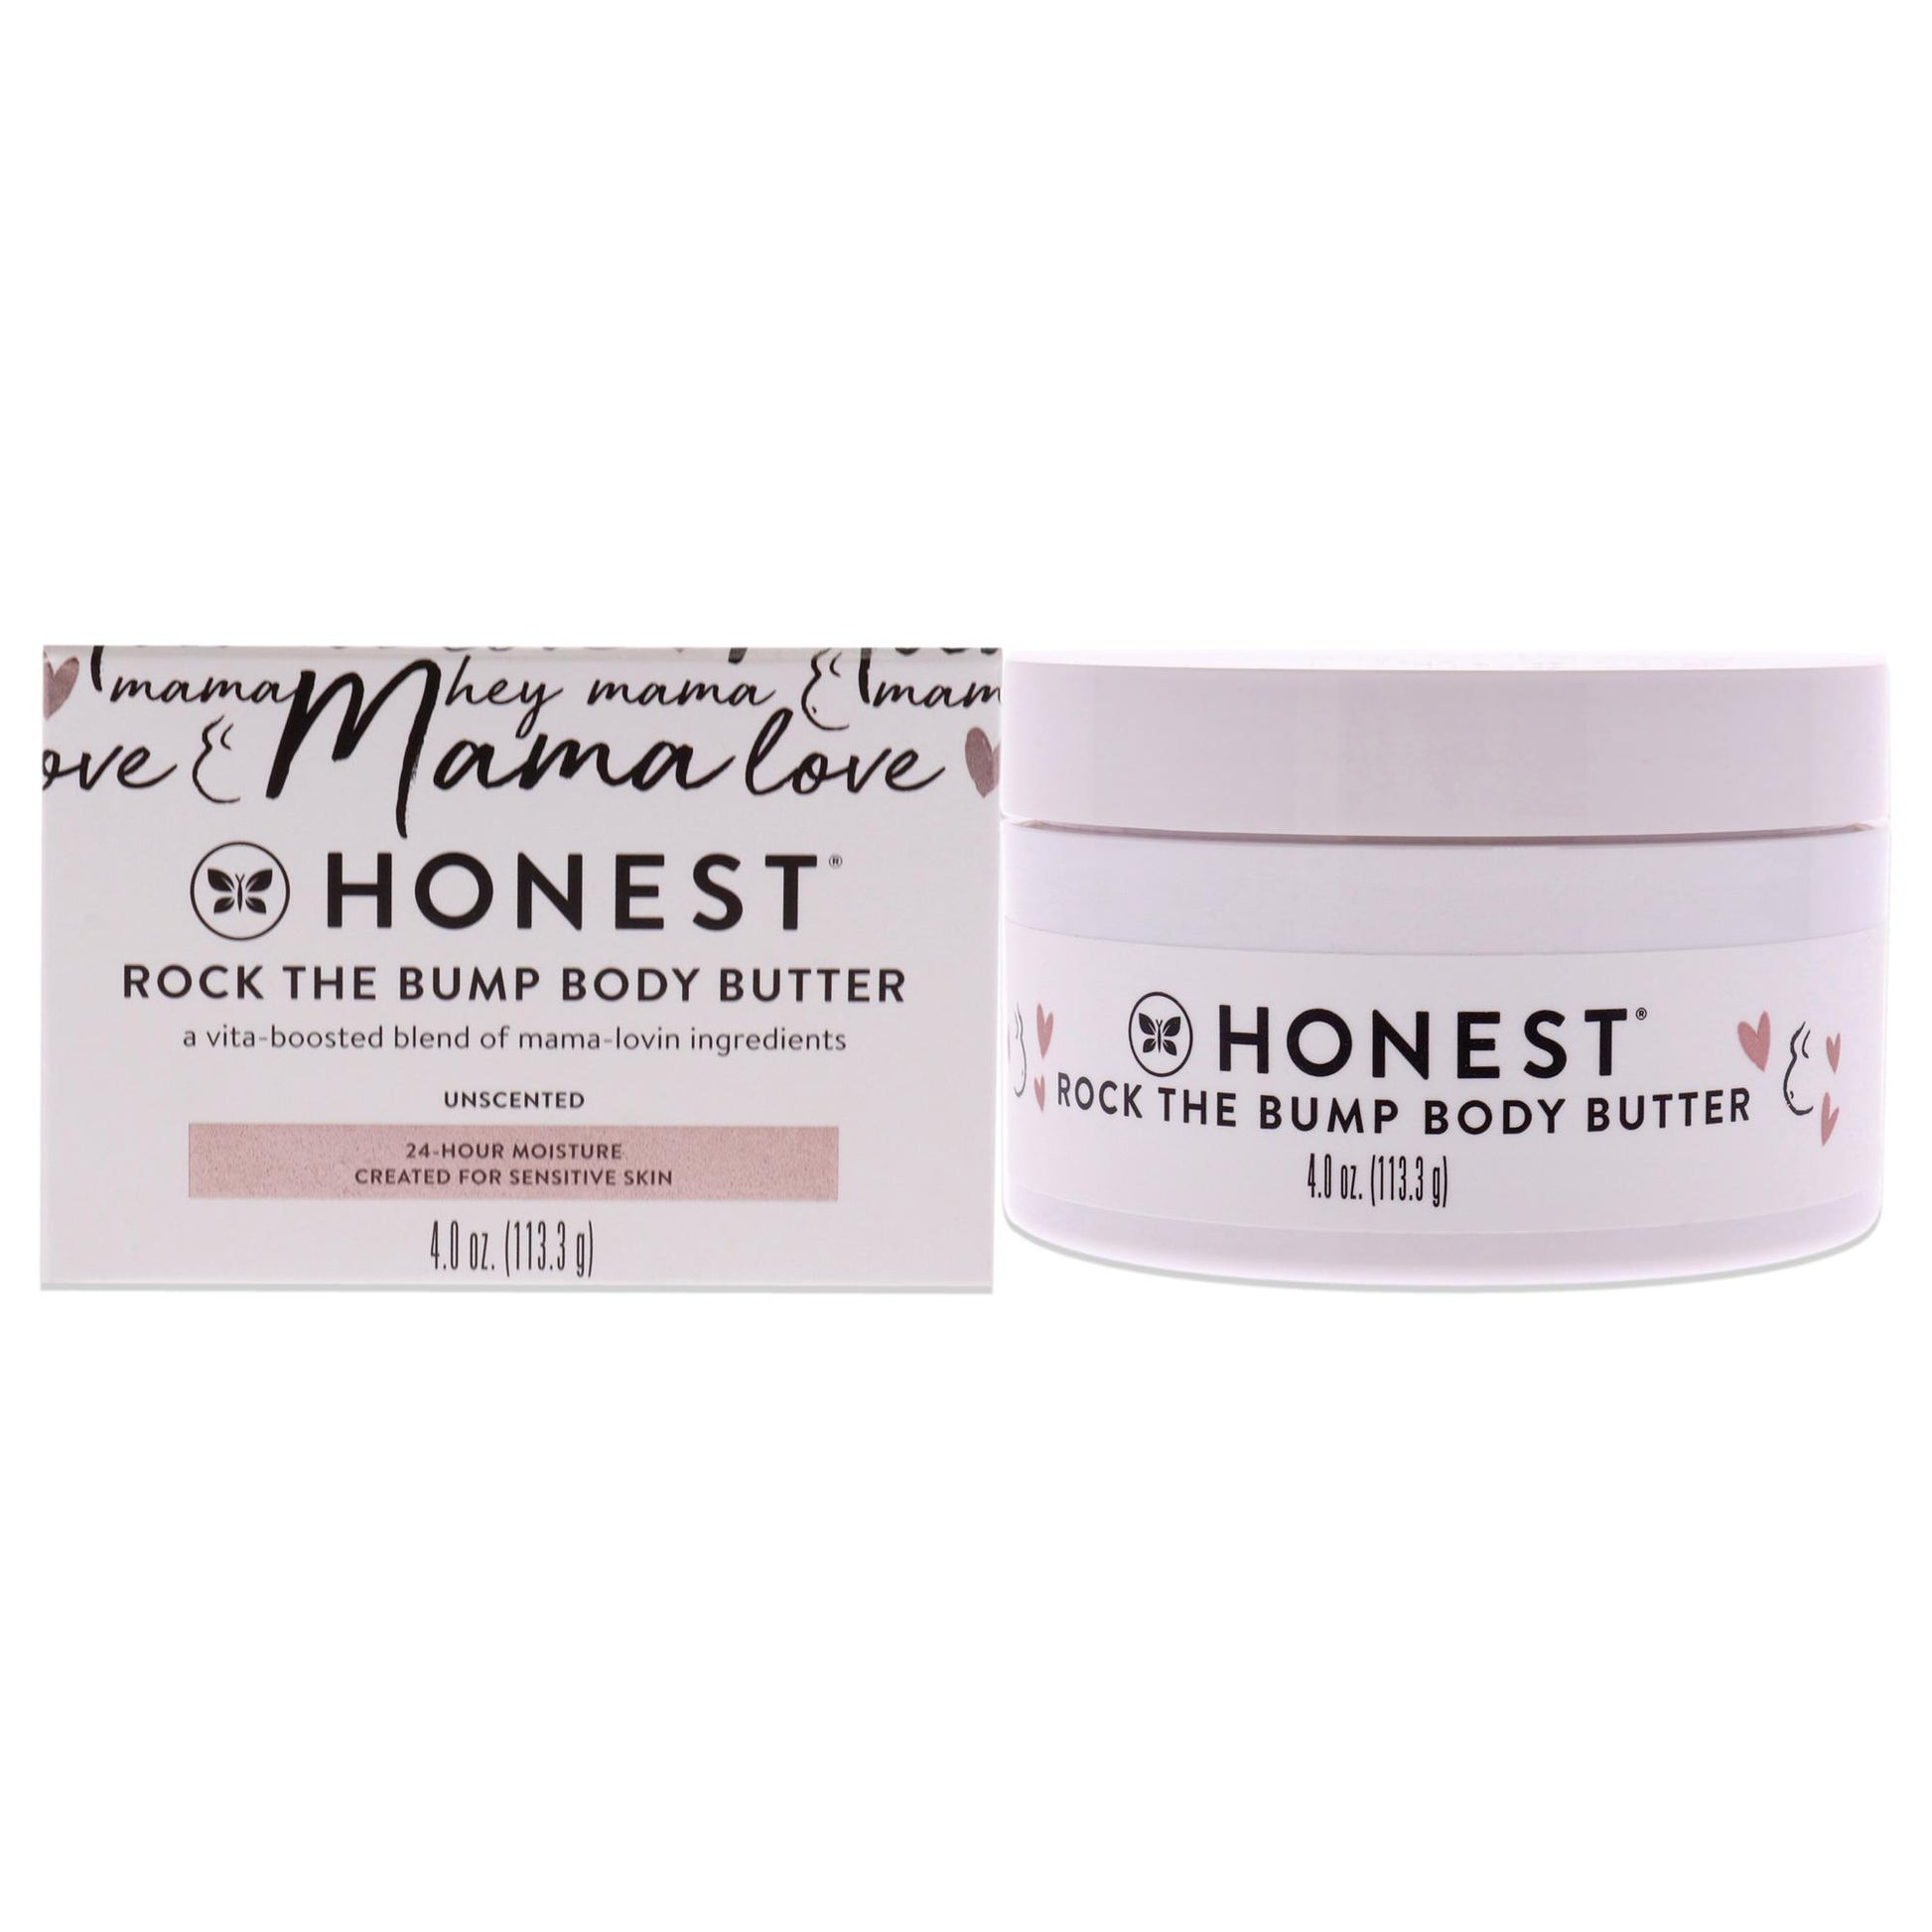 mama hey mama mam
ove Mama love
HONEST®
ROCK THE BUMP BODY BUTTER
a vita-boosted blend of mama-lovin ingredients
UNSCENTED
24-HOUR MOISTURE
CREATED FOR SENSITIVE SKIN
4.0 oz. (113.3 g)
HONEST®
ROCK THE BUMP BODY BUTTER
4.0 oz. (113.3 g)